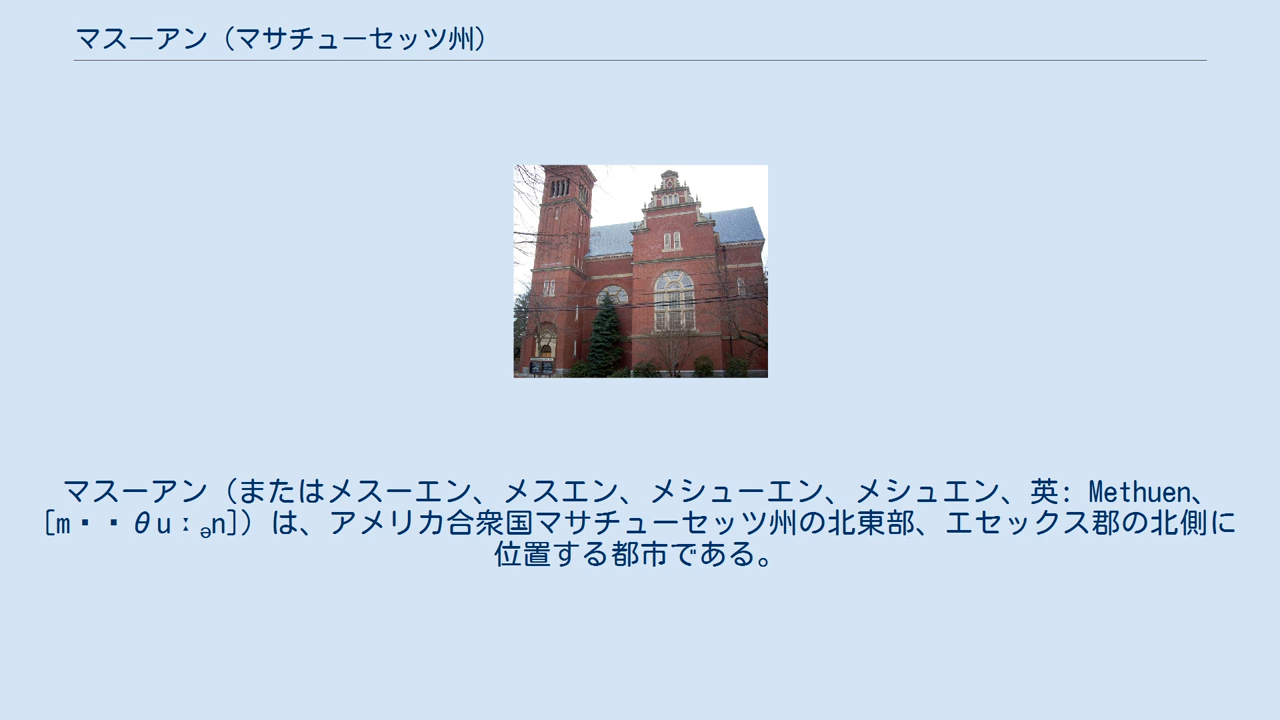 マスーアン（マサチューセッツ州）
マスーアン（またはメスーエン、メスエン、メシューエン、メシュエン、英: Methuen、
[m▪▪θuːₔn]）は、アメリカ合衆国マサチューセッツ州の北東部、エセックス郡の北側に
位置する都市である。